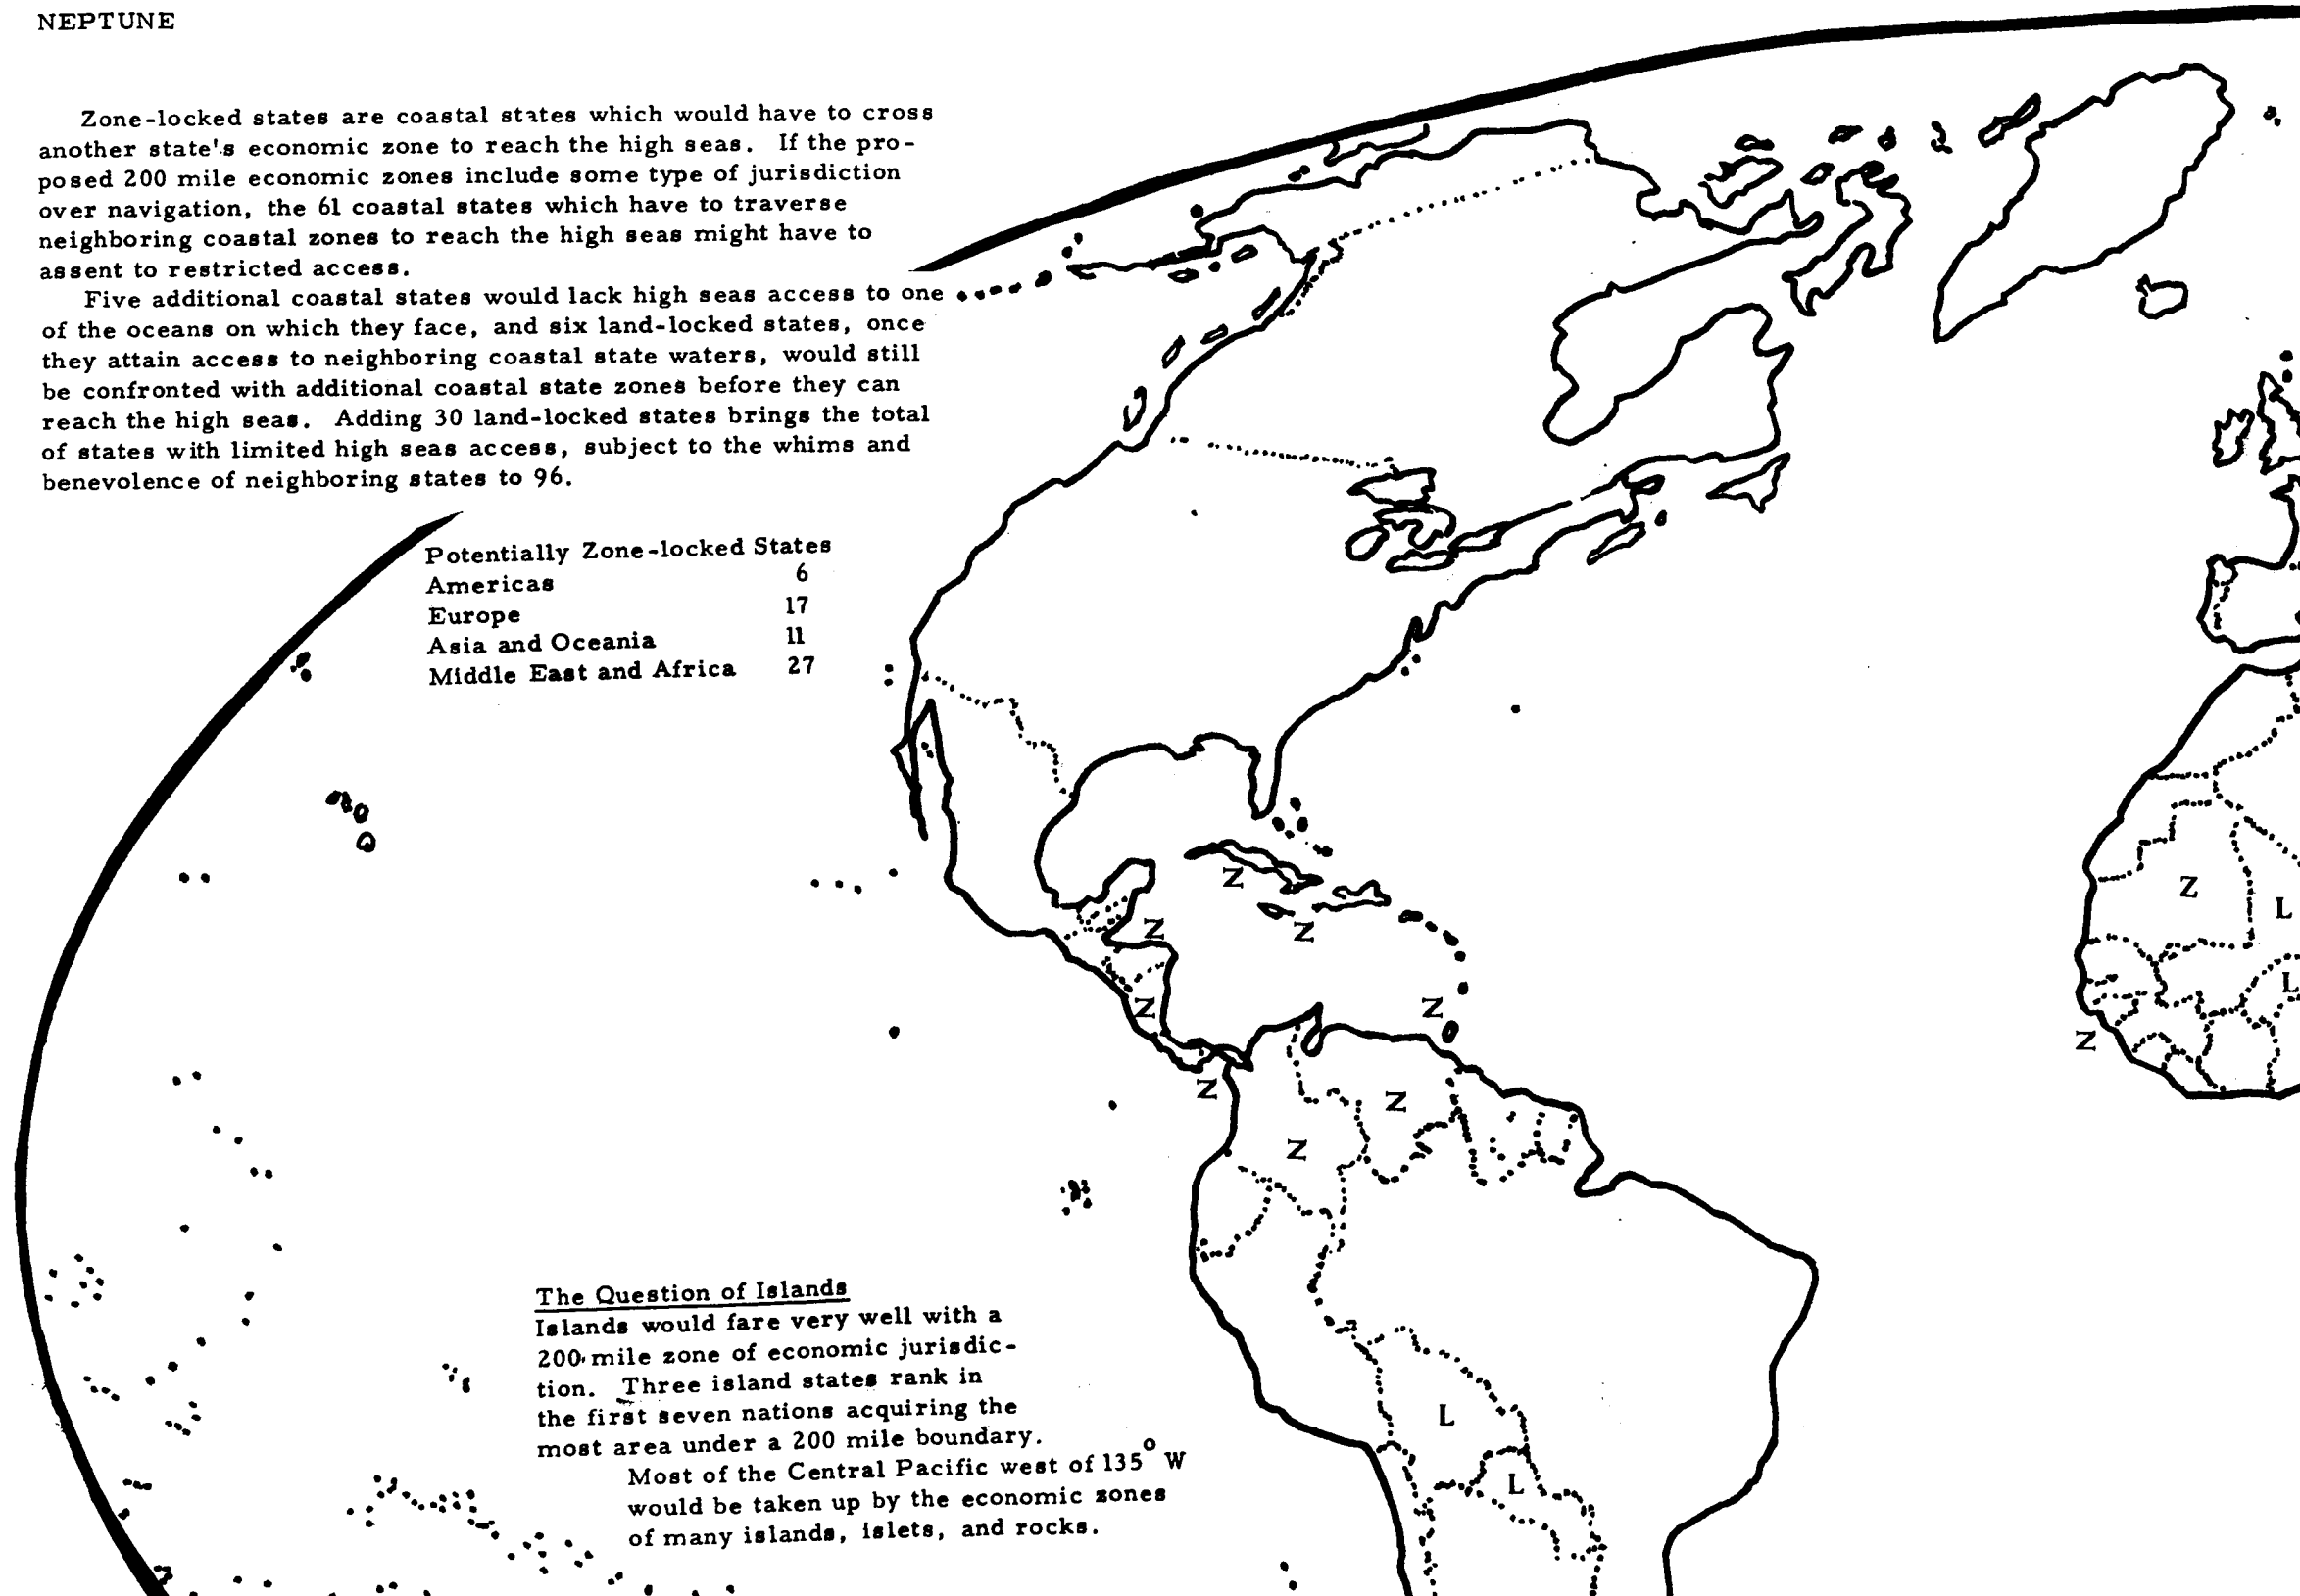 NEPTUNE
Zone-locked states are coastal states which would have to cross
another state's economic zone to reach the high seas. If the pro-
posed 200 mile economic zones include some type of jurisdiction
over navigation, the 61 coastal states which have to traverse
neighboring coastal zones to reach the high seas might have to
assent to restricted access.
Five additional coastal states would lack high seas access to one
of the oceans on which they face, and six land-locked states, once
they attain access to neighboring coastal state waters, would still
be confronted with additional coastal state zones before they can
reach the high seas. Adding 30 land-locked states brings the total
of states with limited high seas access, subject to the whims and
benevolence of neighboring states to 96.
Potentially Zone-locked States
Americas 6
Europe 17
Asia and Oceania 11
Middle East and Africa 27
Z
Z
L
Z
Z
L
Z
Z
Z
Z
Z
Z
The Question of Islands
Islands would fare very well with a
200 mile zone of economic jurisdic-
tion. Three island states rank in
the first seven nations acquiring the
most area under a 200 mile boundary.
Most of the Central Pacific west of 135° W
would be taken up by the economic zones
of many islands, islets, and rocks.
L
L